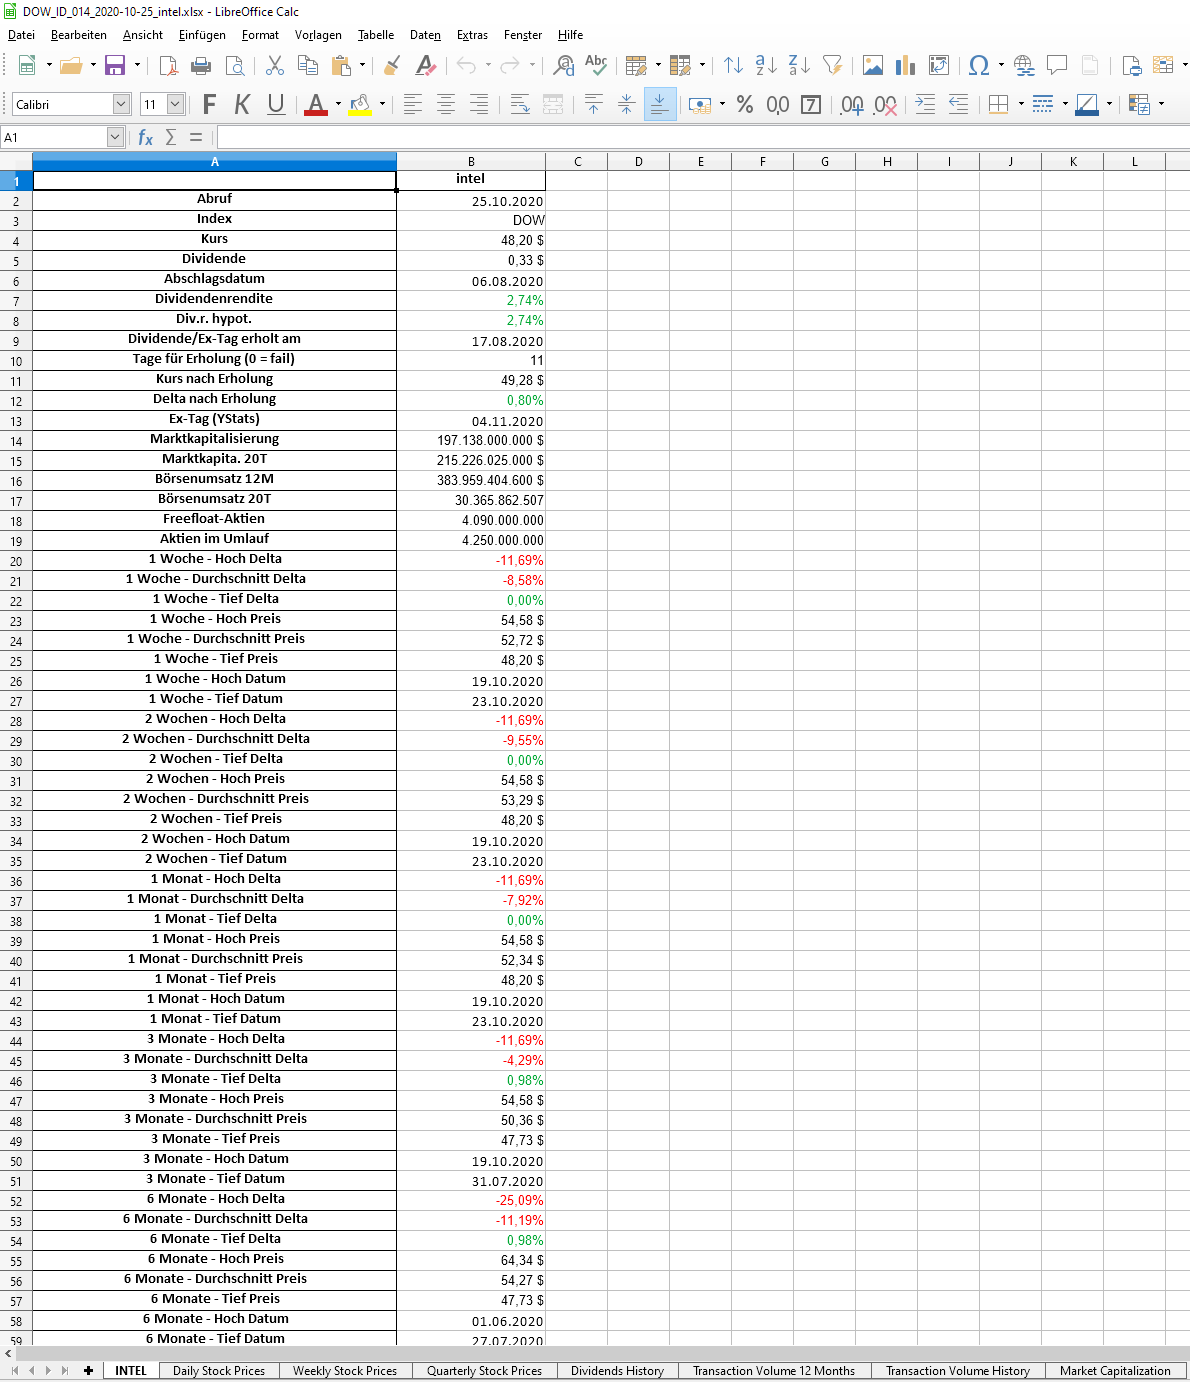 DOW_ID_014_2020-10-25_intel.xlsx - LibreOffice Calc
Datei Bearbeiten Ansicht Einfügen Format Vorlagen Tabelle Daten Extras Fenster Hilfe
Calibri 11 F K U A % 0,0 7
A1 fx Σ =
A B C D E F G H I J K L
1 intel
2 Abruf 25.10.2020
3 Index DOW
4 Kurs 48,20 $
5 Dividende 0,33 $
6 Abschlagsdatum 06.08.2020
7 Dividendenrendite 2,74%
8 Div.r. hypot. 2,74%
9 Dividende/Ex-Tag erholt am 17.08.2020
10 Tage für Erholung (0 = fail) 11
11 Kurs nach Erholung 49,28 $
12 Delta nach Erholung 0,80%
13 Ex-Tag (YStats) 04.11.2020
14 Marktkapitalisierung 197.138.000.000 $
15 Marktkapita. 20T 215.226.025.000 $
16 Börsenumsatz 12M 383.959.404.600 $
17 Börsenumsatz 20T 30.365.862.507
18 Freefloat-Aktien 4.090.000.000
19 Aktien im Umlauf 4.250.000.000
20 1 Woche - Hoch Delta -11,69%
21 1 Woche - Durchschnitt Delta -8,58%
22 1 Woche - Tief Delta 0,00%
23 1 Woche - Hoch Preis 54,58 $
24 1 Woche - Durchschnitt Preis 52,72 $
25 1 Woche - Tief Preis 48,20 $
26 1 Woche - Hoch Datum 19.10.2020
27 1 Woche - Tief Datum 23.10.2020
28 2 Wochen - Hoch Delta -11,69%
29 2 Wochen - Durchschnitt Delta -9,55%
30 2 Wochen - Tief Delta 0,00%
31 2 Wochen - Hoch Preis 54,58 $
32 2 Wochen - Durchschnitt Preis 53,29 $
33 2 Wochen - Tief Preis 48,20 $
34 2 Wochen - Hoch Datum 19.10.2020
35 2 Wochen - Tief Datum 23.10.2020
36 1 Monat - Hoch Delta -11,69%
37 1 Monat - Durchschnitt Delta -7,92%
38 1 Monat - Tief Delta 0,00%
39 1 Monat - Hoch Preis 54,58 $
40 1 Monat - Durchschnitt Preis 52,34 $
41 1 Monat - Tief Preis 48,20 $
42 1 Monat - Hoch Datum 19.10.2020
43 1 Monat - Tief Datum 23.10.2020
44 3 Monate - Hoch Delta -11,69%
45 3 Monate - Durchschnitt Delta -4,29%
46 3 Monate - Tief Delta 0,98%
47 3 Monate - Hoch Preis 54,58 $
48 3 Monate - Durchschnitt Preis 50,36 $
49 3 Monate - Tief Preis 47,73 $
50 3 Monate - Hoch Datum 19.10.2020
51 3 Monate - Tief Datum 31.07.2020
52 6 Monate - Hoch Delta -25,09%
53 6 Monate - Durchschnitt Delta -11,19%
54 6 Monate - Tief Delta 0,98%
55 6 Monate - Hoch Preis 64,34 $
56 6 Monate - Durchschnitt Preis 54,27 $
57 6 Monate - Tief Preis 47,73 $
58 6 Monate - Hoch Datum 01.06.2020
59 6 Monate - Tief Datum 27.07.2020
INTEL Daily Stock Prices Weekly Stock Prices Quarterly Stock Prices Dividends History Transaction Volume 12 Months Transaction Volume History Market Capitalization